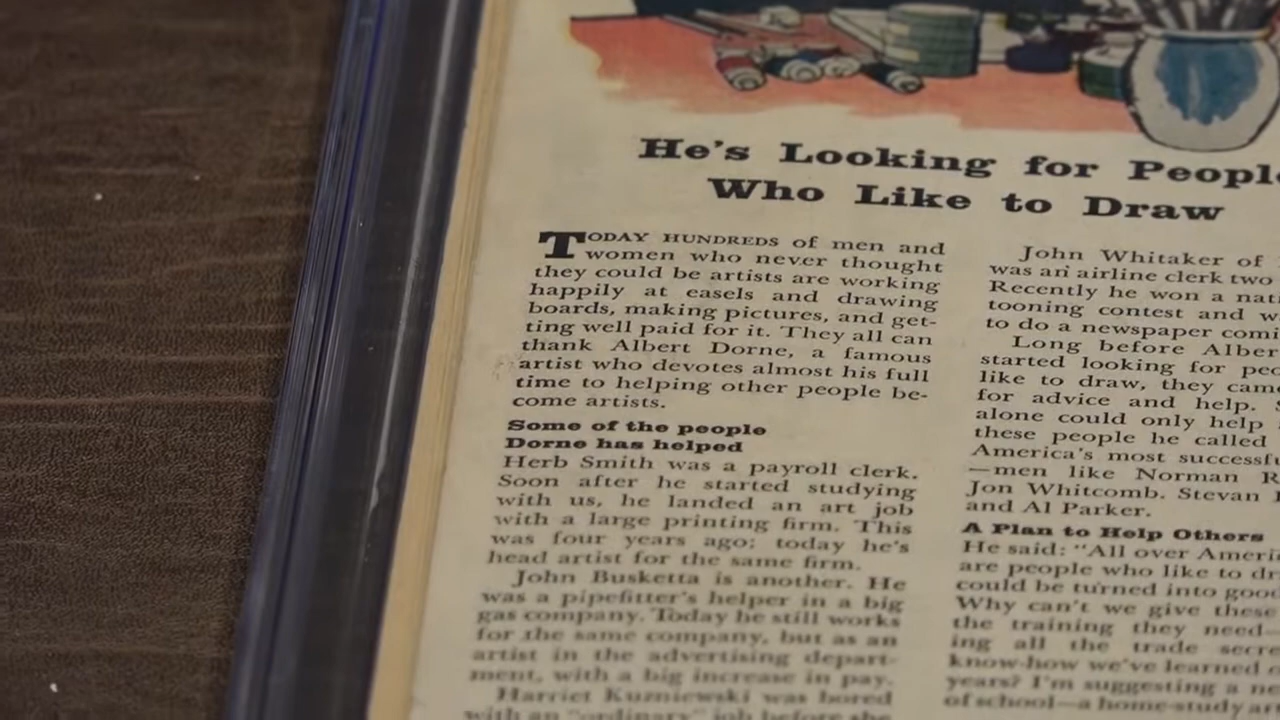 He's Looking for People
Who Like to Draw
TODAY HUNDREDS of men and
women who never thought
they could be artists are working
happily at easels and drawing
boards, making pictures, and get-
ting well paid for it. They all can
thank Albert Dorne, a famous
artist who devotes almost his full
time to helping other people be-
come artists.
Some of the people
Dorne has helped
Herb Smith was a payroll clerk.
Soon after he started studying
with us, he landed an art job
with a large printing firm. This
was four years ago; today he's
head artist for the same firm.
John Busketta is another. He
was a pipefitter's helper in a big
gas company. Today he still works
for the same company, but as an
artist in the advertising depart-
ment, with a big increase in pay.
Harriet Kuzniewski was bored
with an "ordinary" job before she
John Whitaker of
was an airline clerk two
Recently he won a nati
tooning contest and w
to do a newspaper comi
Long before Alber
started looking for peo
like to draw, they came
for advice and help. S
alone could only help
these people he called
America's most successfu
—men like Norman R
Jon Whitcomb, Stevan
and Al Parker.
A Plan to Help Others
He said: "All over Ameri
are people who like to dr
could be turned into good
Why can't we give these
the training they need—
ing all the trade secre
know-how we've learned
years? I'm suggesting a ne
of school—a home-study ar